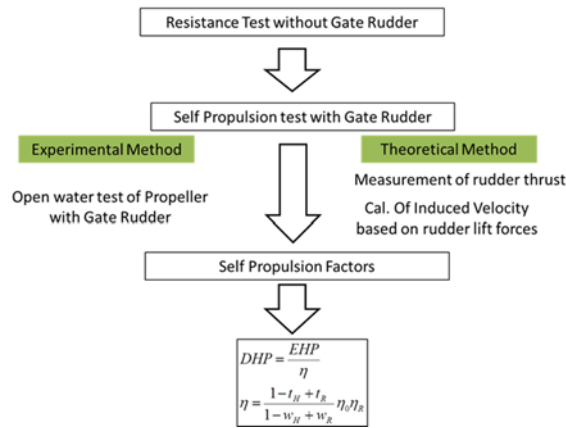 Resistance Test without Gate Rudder
Self Propulsion test with Gate Rudder
Experimental Method
Open water test of Propeller
with Gate Rudder
Theoretical Method
Measurement of rudder thrust
Cal. Of Induced Velocity
based on rudder lift forces
Self Propulsion Factors
DHP = EHP / η
η = (1 − t_H + t_R) / (1 − w_H + w_R) η₀η_R